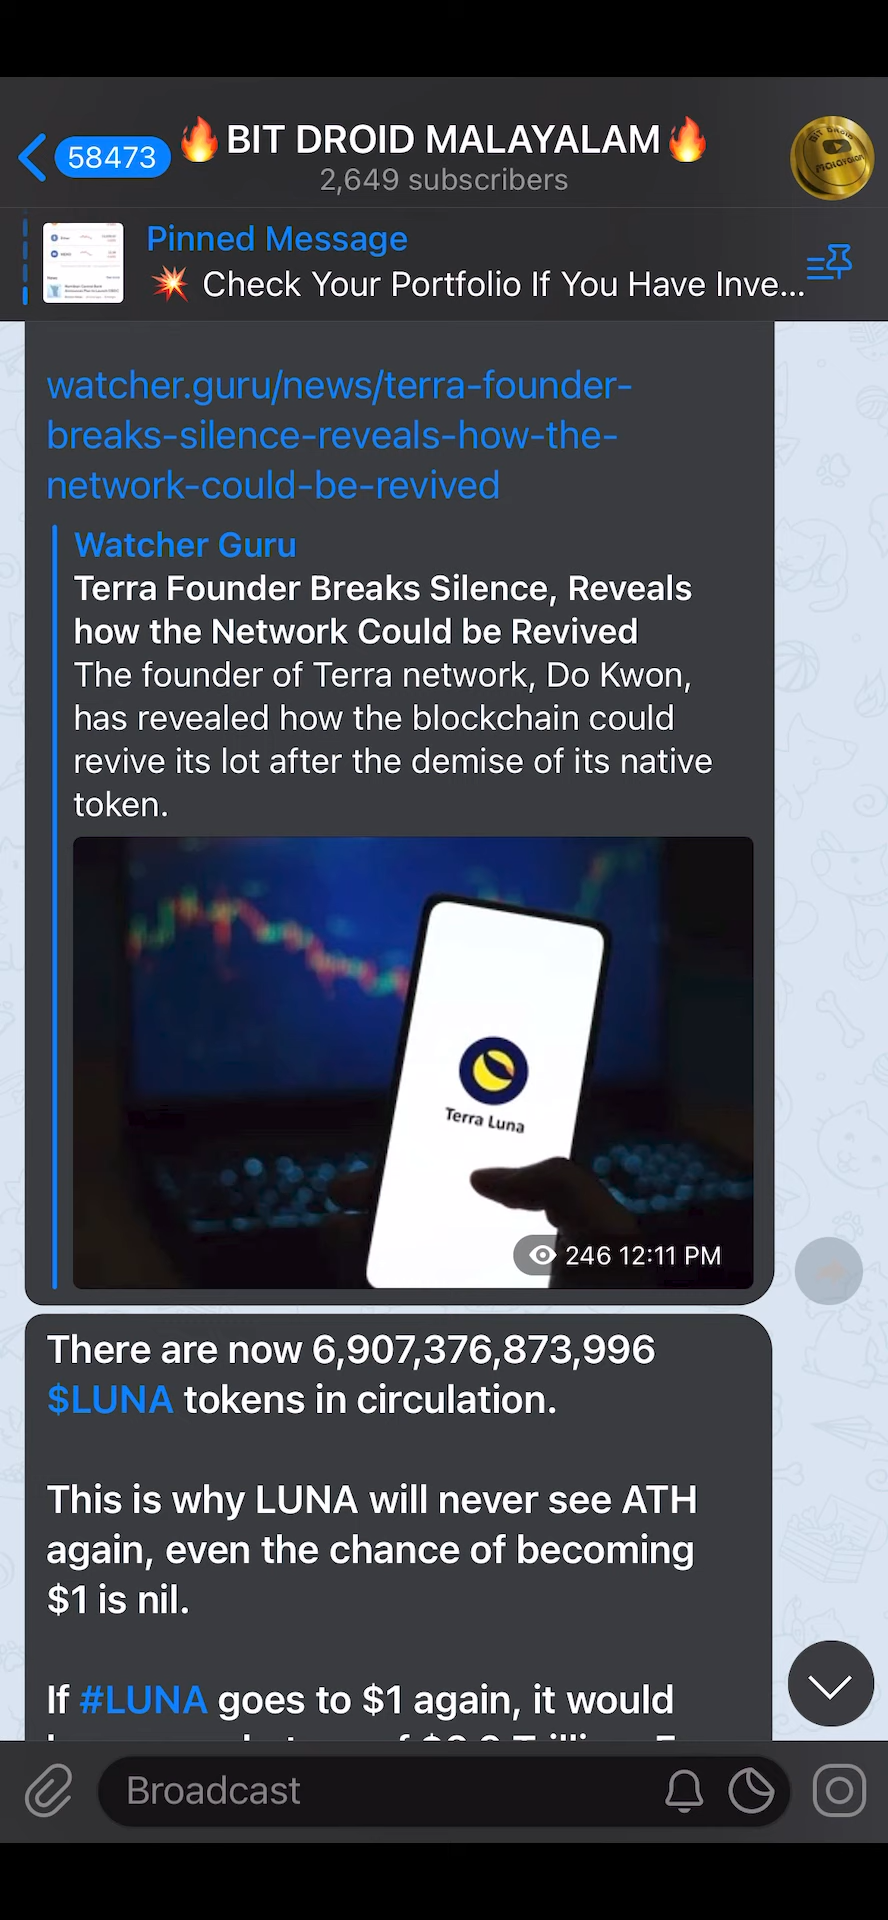 58473
🔥BIT DROID MALAYALAM🔥
2,649 subscribers
Pinned Message
💥 Check Your Portfolio If You Have Inve...
watcher.guru/news/terra-founder-
breaks-silence-reveals-how-the-
network-could-be-revived
Watcher Guru
Terra Founder Breaks Silence, Reveals
how the Network Could be Revived
The founder of Terra network, Do Kwon,
has revealed how the blockchain could
revive its lot after the demise of its native
token.
Terra Luna
246 12:11 PM
There are now 6,907,376,873,996
$LUNA tokens in circulation.
This is why LUNA will never see ATH
again, even the chance of becoming
$1 is nil.
If #LUNA goes to $1 again, it would
Broadcast